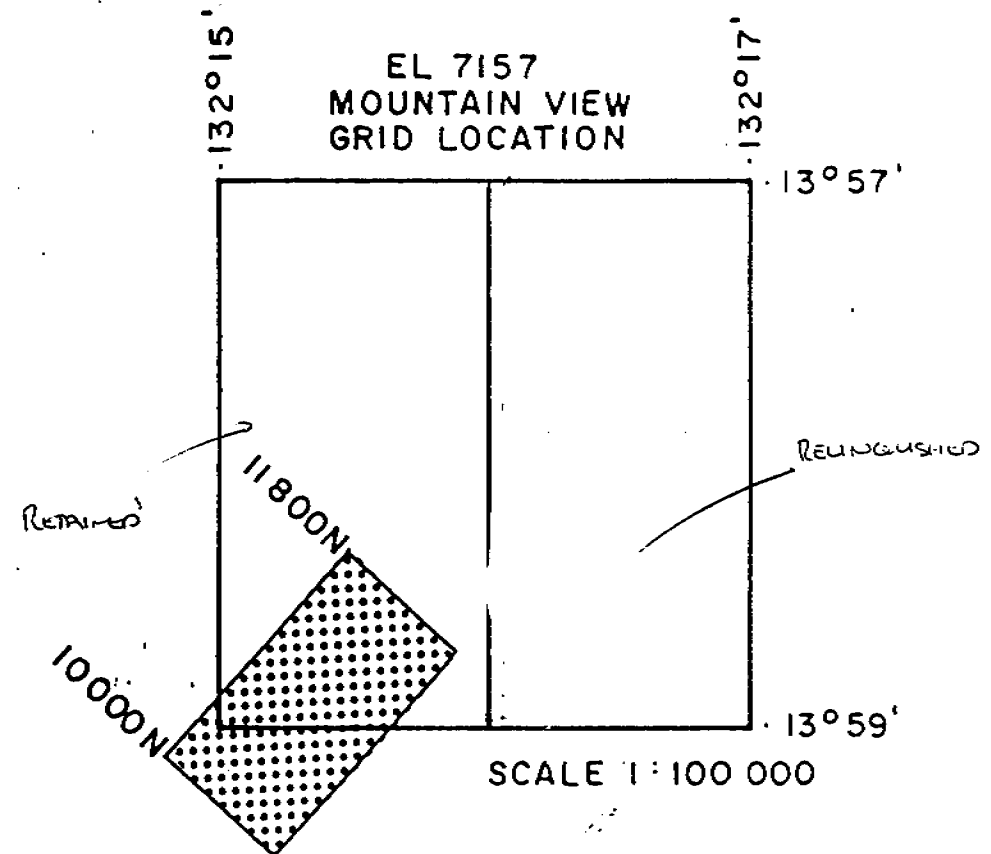 132°15'
132°17'
EL 7157
MOUNTAIN VIEW
GRID LOCATION
13°57'
RELINQUISHED
RETAINED
11800N
10000N
13°59'
SCALE 1:100 000